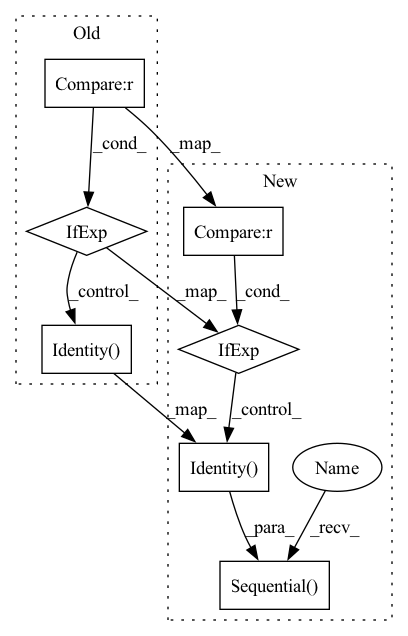 Old
Compare:r
_cond_
_map_
New
IfExp
Compare:r
_control_
_map_
_cond_
Identity()
IfExp
_map_
_control_
Identity()
Name
_para_
_recv_
Sequential()